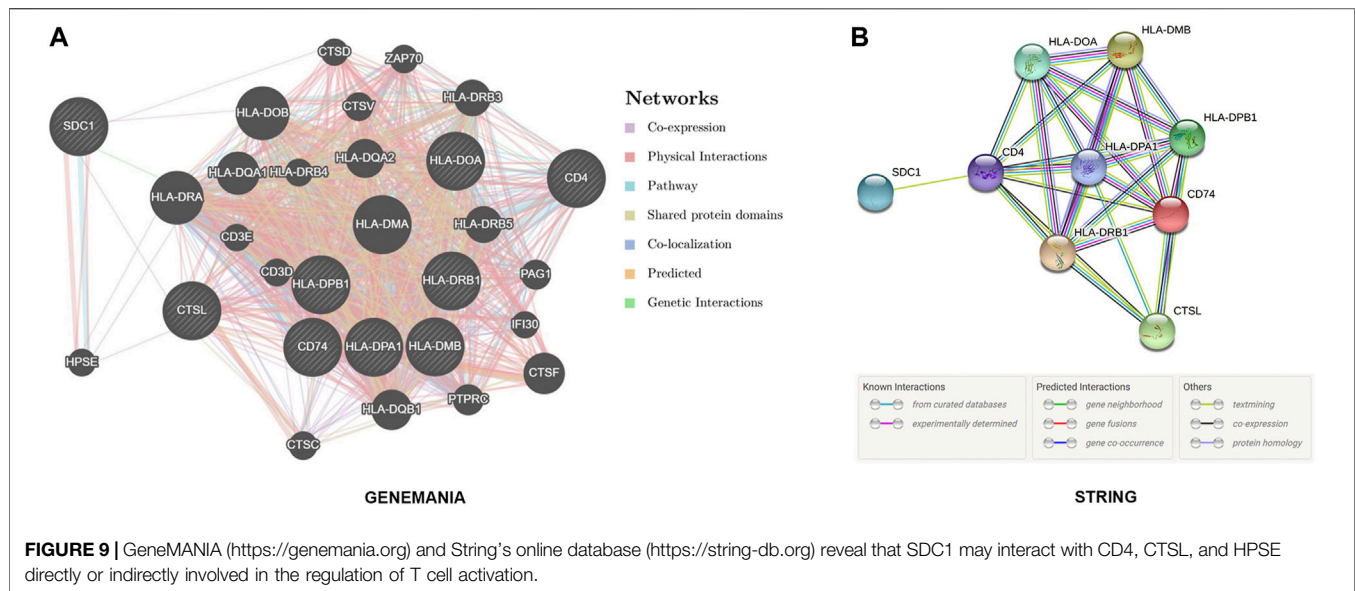 A
CTSD
ZAP70
SDC1
HLA-DOB
CTSV
HLA-DRB3
HLA-DQA1
HLA-DRB4
HLA-DQA2
HLA-DOA
CD4
HLA-DRA
HLA-DMA
HLA-DRB5
CD3E
CD3D
HLA-DPB1
HLA-DRB1
PAG1
CTSL
IFI30
CD74
HLA-DPA1
HLA-DMB
HPSE
CTSF
HLA-DQB1
PTPRC
CTSC
GENEMANIA
Networks
Co-expression
Physical Interactions
Pathway
Shared protein domains
Co-localization
Predicted
Genetic Interactions
B
HLA-DMB
HLA-DOA
HLA-DPB1
HLA-DPA1
CD4
SDC1
CD74
HLA-DRB1
CTSL
Known Interactions
from curated databases
experimentally determined
Predicted Interactions
gene neighborhood
gene fusions
gene co-occurrence
Others
textmining
co-expression
protein homology
STRING
FIGURE 9 | GeneMANIA (https://genemania.org) and String's online database (https://string-db.org) reveal that SDC1 may interact with CD4, CTSL, and HPSE
directly or indirectly involved in the regulation of T cell activation.